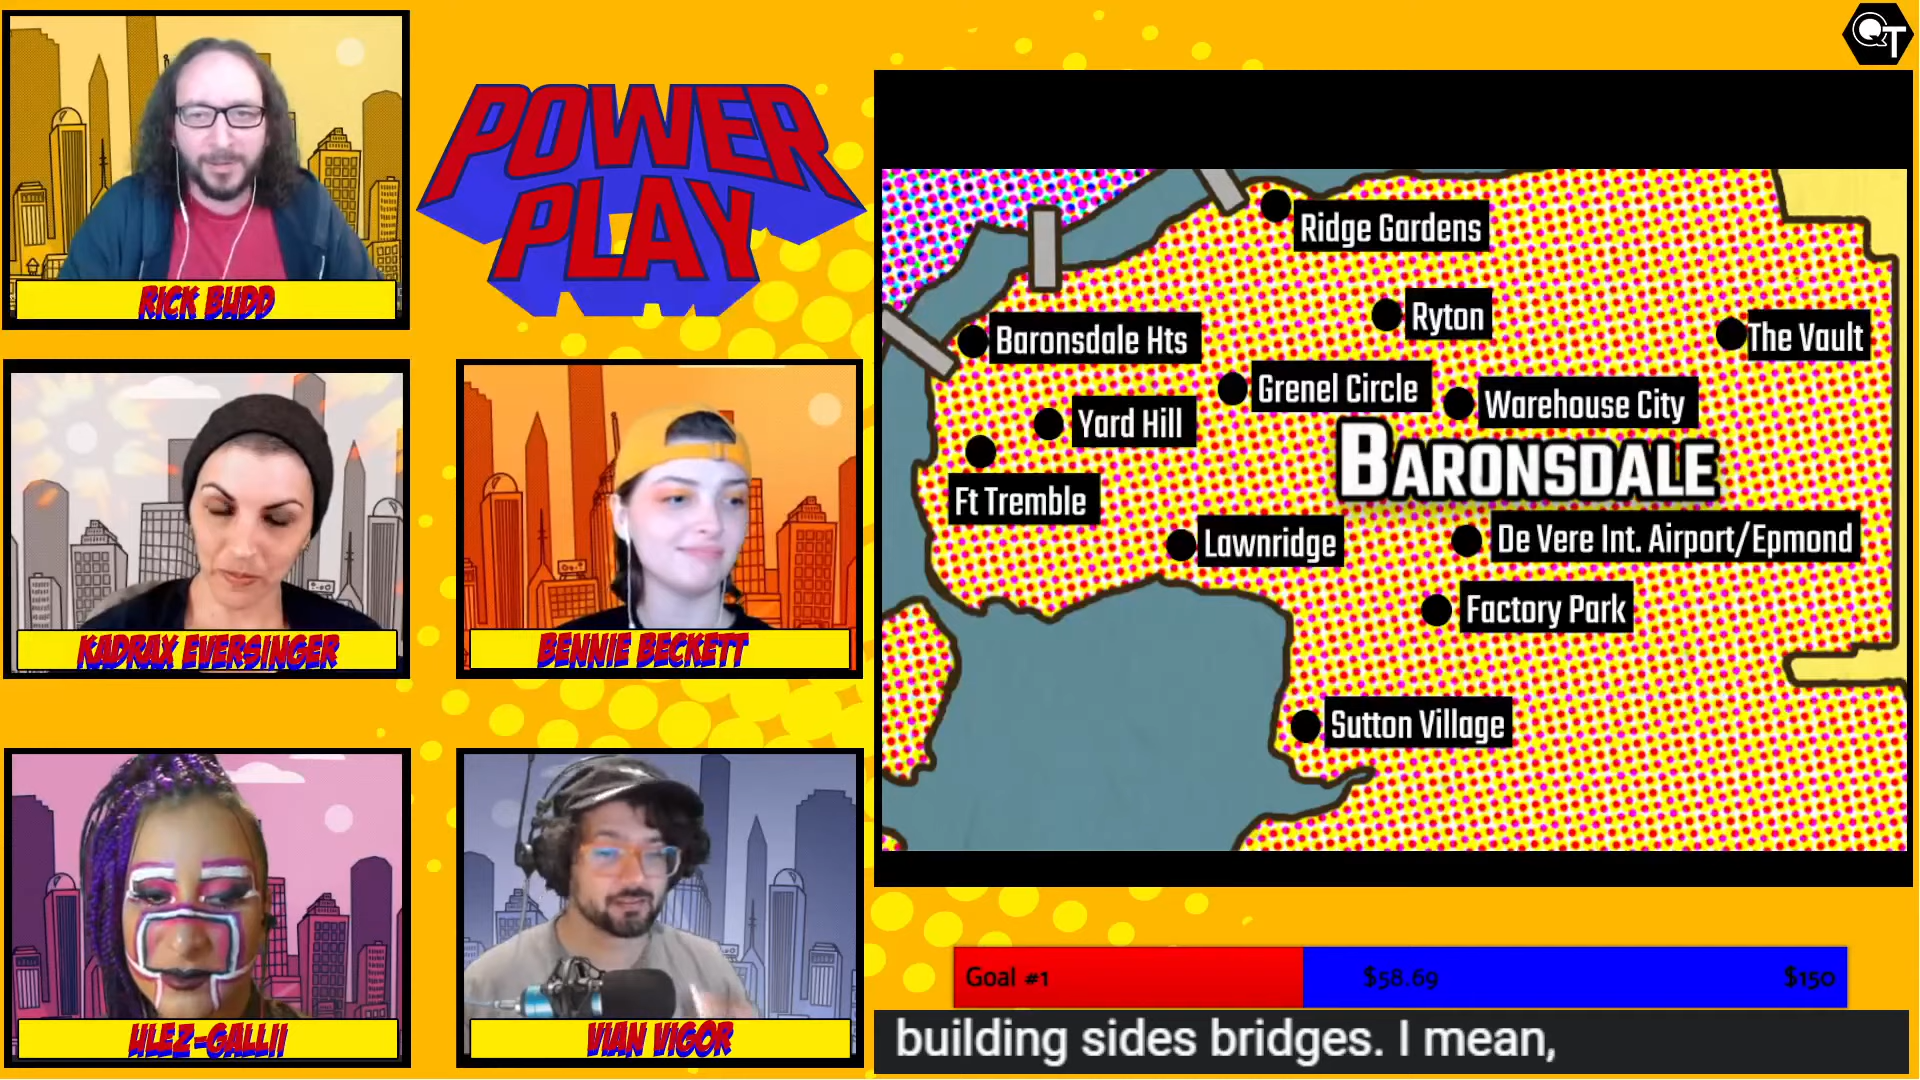 QT
POWER
PLAY
RICK BUDD
KADRAX EVERSINGER
BENNIE BECKETT
ULEZ-GALLII
VIAN VIGOR
Ridge Gardens
Ryton
The Vault
Baronsdale Hts
Grenel Circle
Warehouse City
Yard Hill
BARONSDALE
Ft Tremble
Lawnridge
De Vere Int. Airport/Epmond
Factory Park
Sutton Village
Goal #1 $58.69 $150
building sides bridges. I mean,